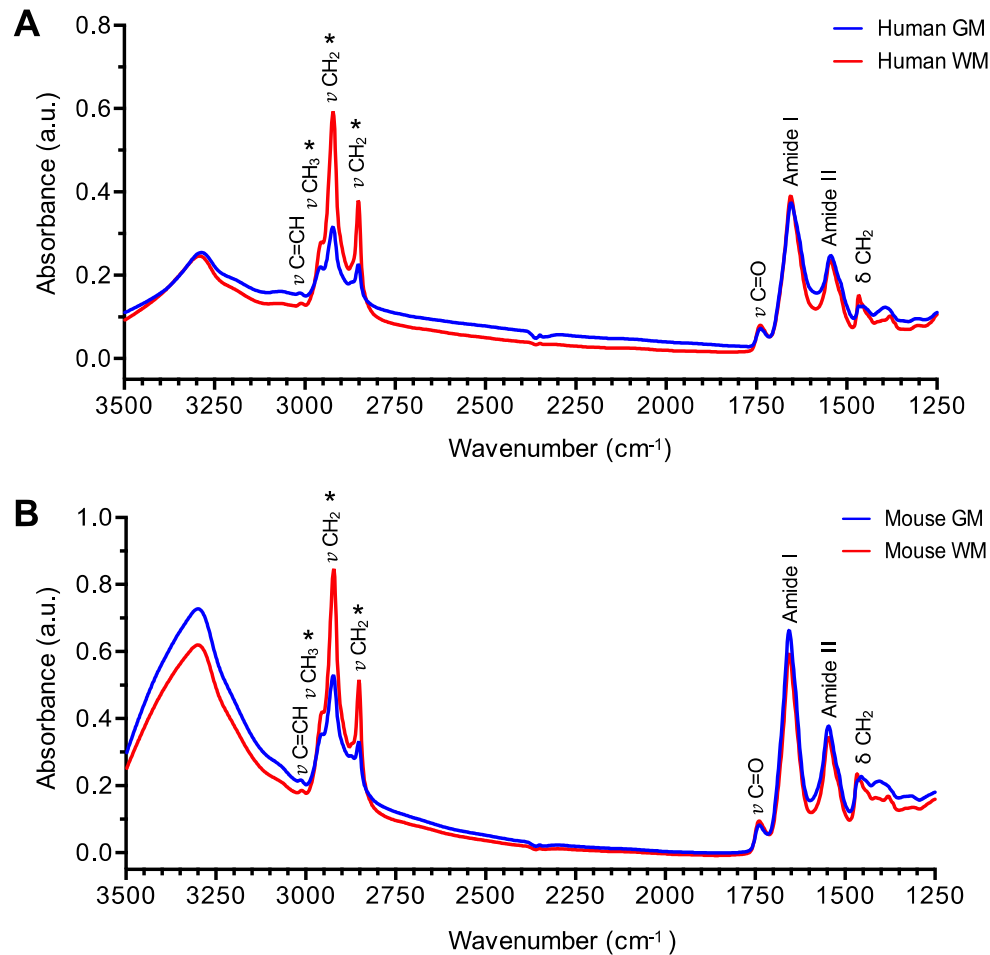 A
Human GM
Human WM
Absorbance (a.u.)
0.8
0.6
0.4
0.2
0.0
ν C=CH
ν CH₃ *
ν CH₂ *
ν CH₂ *
ν C=O
Amide I
Amide II
δ CH₂
3500 3250 3000 2750 2500 2250 2000 1750 1500 1250
Wavenumber (cm⁻¹)
B
Mouse GM
Mouse WM
Absorbance (a.u.)
1.0
0.8
0.6
0.4
0.2
0.0
ν C=CH
ν CH₃ *
ν CH₂ *
ν CH₂ *
ν C=O
Amide I
Amide II
δ CH₂
3500 3250 3000 2750 2500 2250 2000 1750 1500 1250
Wavenumber (cm⁻¹)